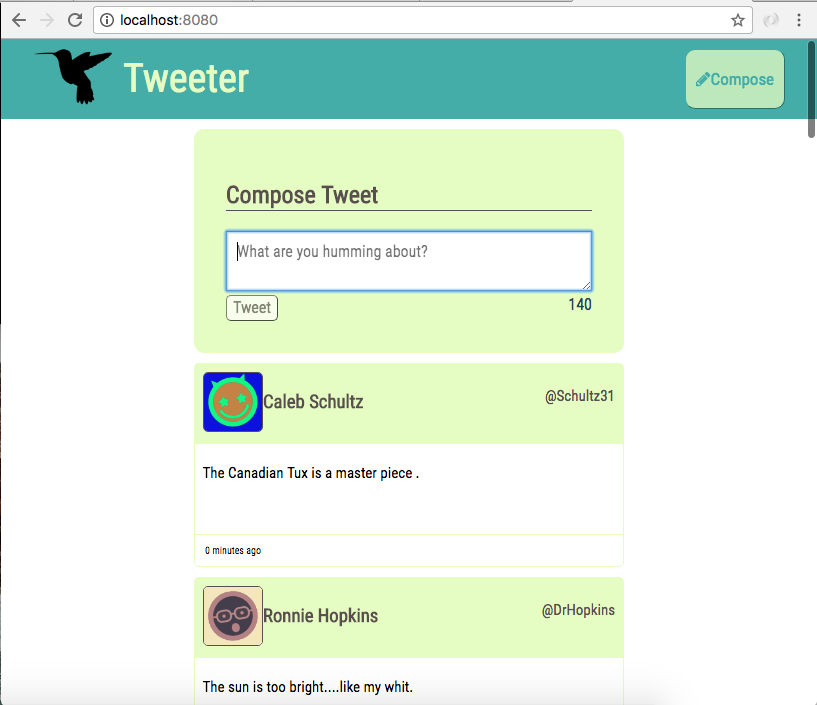 localhost:8080
Tweeter
Compose
Compose Tweet
What are you humming about?
Tweet
140
Caleb Schultz
@Schultz31
The Canadian Tux is a master piece .
0 minutes ago
Ronnie Hopkins
@DrHopkins
The sun is too bright....like my whit.